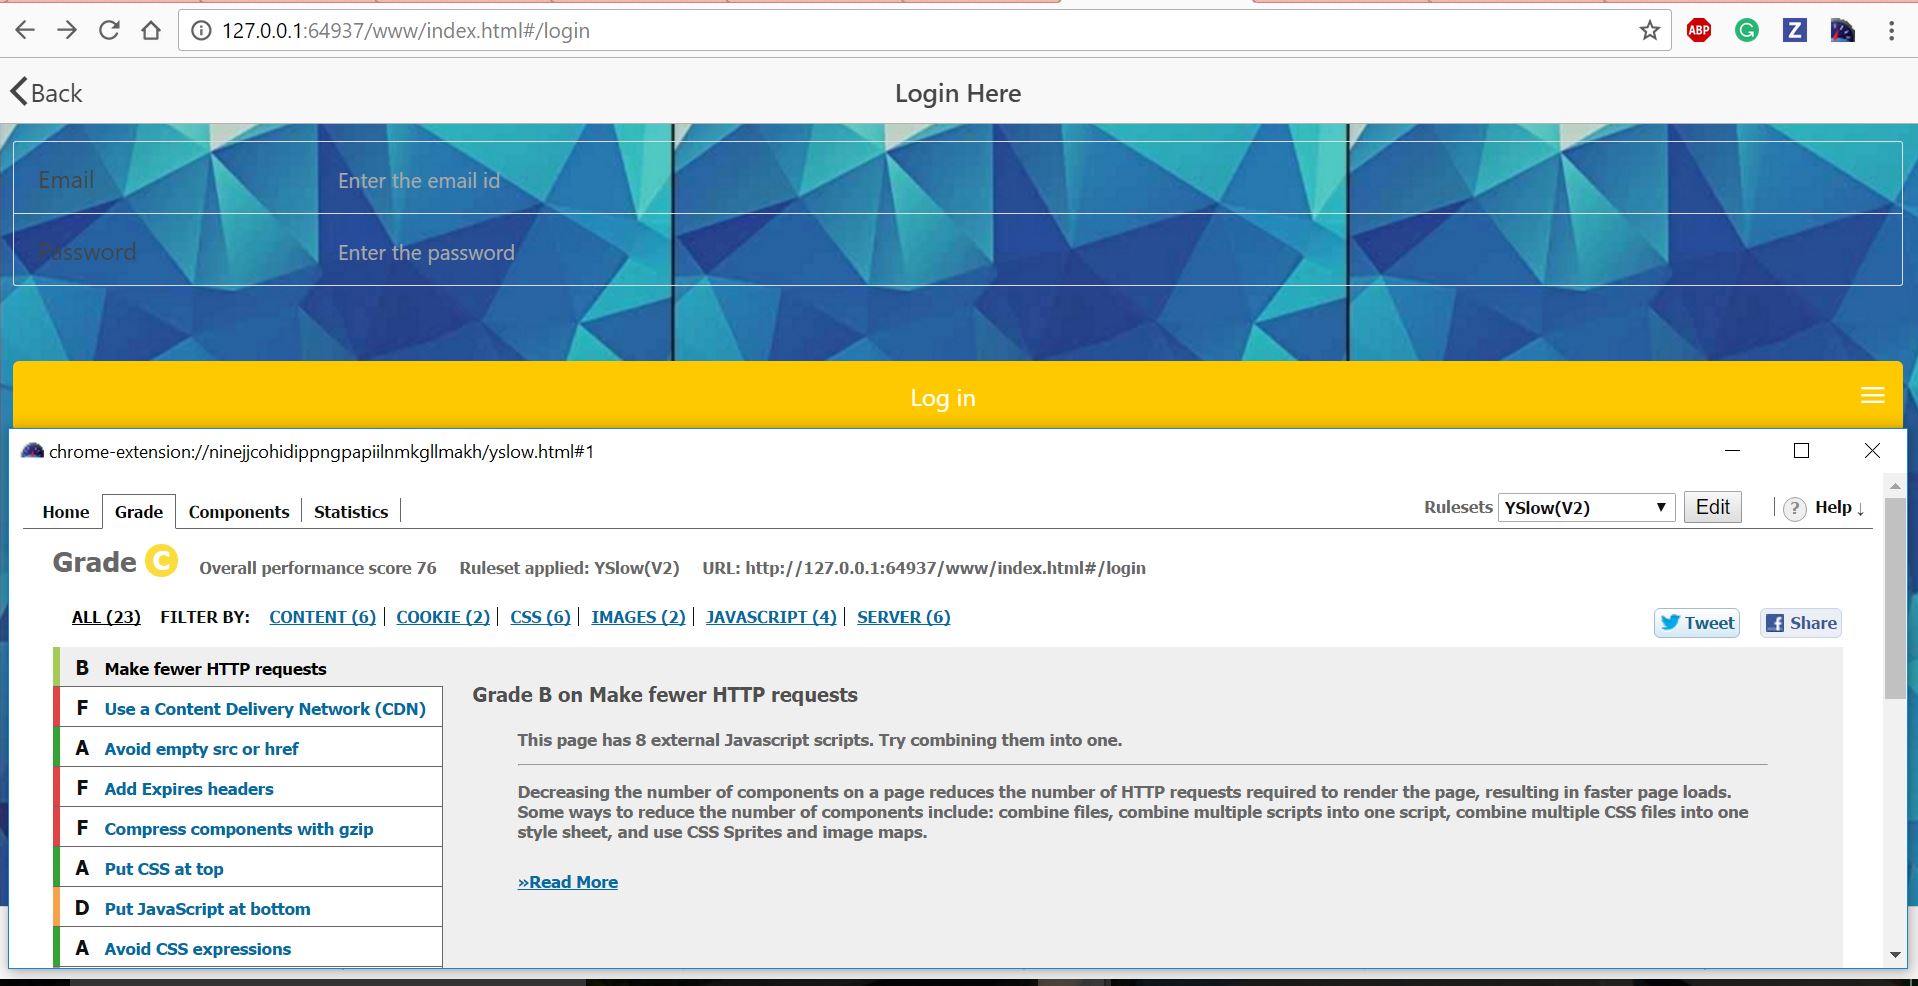 127.0.0.1:64937/www/index.html#/login
ABP
G
Z
Back
Login Here
Email
Enter the email id
Password
Enter the password
Log in
chrome-extension://ninejjcohidippngpapiilnmkgllmakh/yslow.html#1
Home
Grade
Components
Statistics
Rulesets
YSlow(V2)
Edit
? Help ↓
Grade C Overall performance score 76 Ruleset applied: YSlow(V2) URL: http://127.0.0.1:64937/www/index.html#/login
ALL (23) FILTER BY: CONTENT (6) | COOKIE (2) | CSS (6) | IMAGES (2) | JAVASCRIPT (4) | SERVER (6)
Tweet
Share
B Make fewer HTTP requests
F Use a Content Delivery Network (CDN)
A Avoid empty src or href
F Add Expires headers
F Compress components with gzip
A Put CSS at top
D Put JavaScript at bottom
A Avoid CSS expressions
Grade B on Make fewer HTTP requests
This page has 8 external Javascript scripts. Try combining them into one.
Decreasing the number of components on a page reduces the number of HTTP requests required to render the page, resulting in faster page loads.
Some ways to reduce the number of components include: combine files, combine multiple scripts into one script, combine multiple CSS files into one
style sheet, and use CSS Sprites and image maps.
»Read More